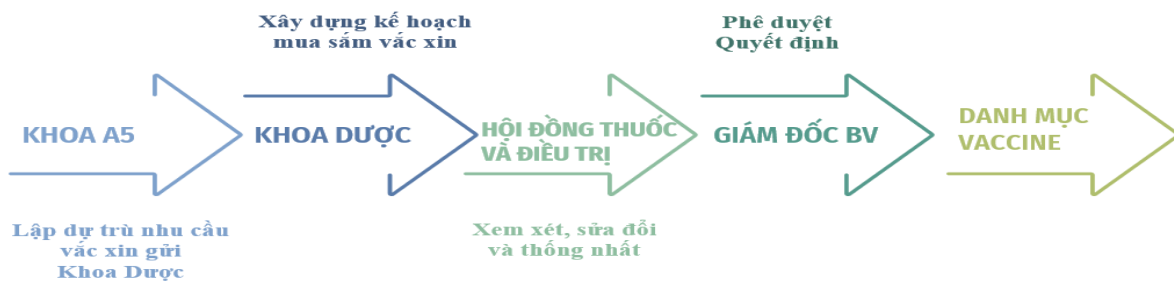 Xây dựng kế hoạch
mua sắm vắc xin
Phê duyệt
Quyết định
KHOA A5
KHOA DƯỢC
HỘI ĐỒNG THUỐC
VÀ ĐIỀU TRỊ
GIÁM ĐỐC BV
DANH MỤC
VACCINE
Lập dự trù nhu cầu
vắc xin gửi
Khoa Dược
Xem xét, sửa đổi
và thống nhất